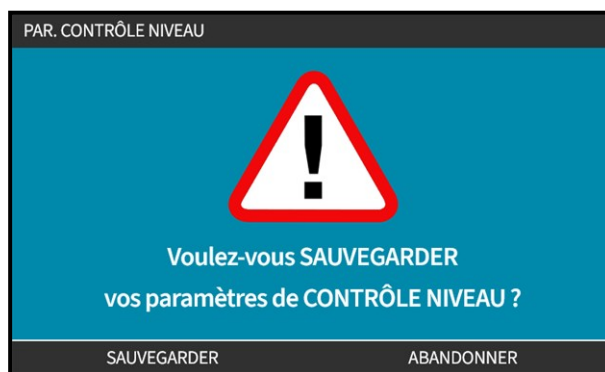 PAR. CONTRÔLE NIVEAU
!
Voulez-vous SAUVEGARDER
vos paramètres de CONTRÔLE NIVEAU ?
SAUVEGARDER ABANDONNER